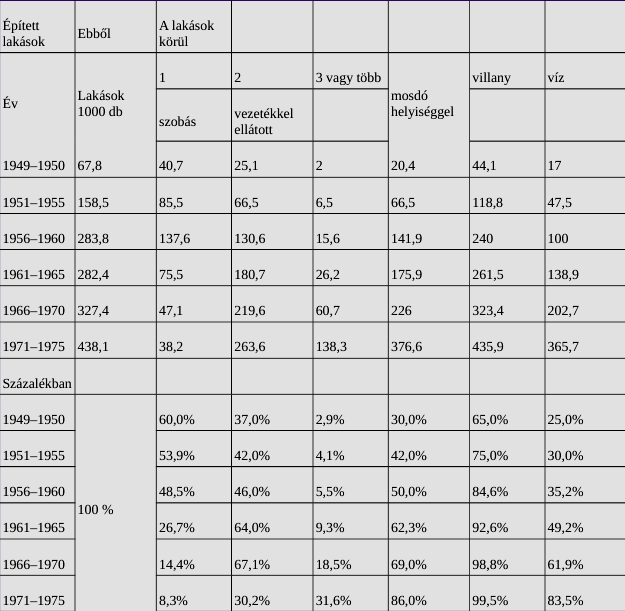 Épített lakások Ebből A lakások körül
1 2 3 vagy több villany víz
Év Lakások 1000 db mosdó helyiséggel
szobás vezetékkel ellátott
1949–1950 67,8 40,7 25,1 2 20,4 44,1 17
1951–1955 158,5 85,5 66,5 6,5 66,5 118,8 47,5
1956–1960 283,8 137,6 130,6 15,6 141,9 240 100
1961–1965 282,4 75,5 180,7 26,2 175,9 261,5 138,9
1966–1970 327,4 47,1 219,6 60,7 226 323,4 202,7
1971–1975 438,1 38,2 263,6 138,3 376,6 435,9 365,7
Százalékban
1949–1950 60,0% 37,0% 2,9% 30,0% 65,0% 25,0%
1951–1955 53,9% 42,0% 4,1% 42,0% 75,0% 30,0%
1956–1960 48,5% 46,0% 5,5% 50,0% 84,6% 35,2%
100 %
1961–1965 26,7% 64,0% 9,3% 62,3% 92,6% 49,2%
1966–1970 14,4% 67,1% 18,5% 69,0% 98,8% 61,9%
1971–1975 8,3% 30,2% 31,6% 86,0% 99,5% 83,5%